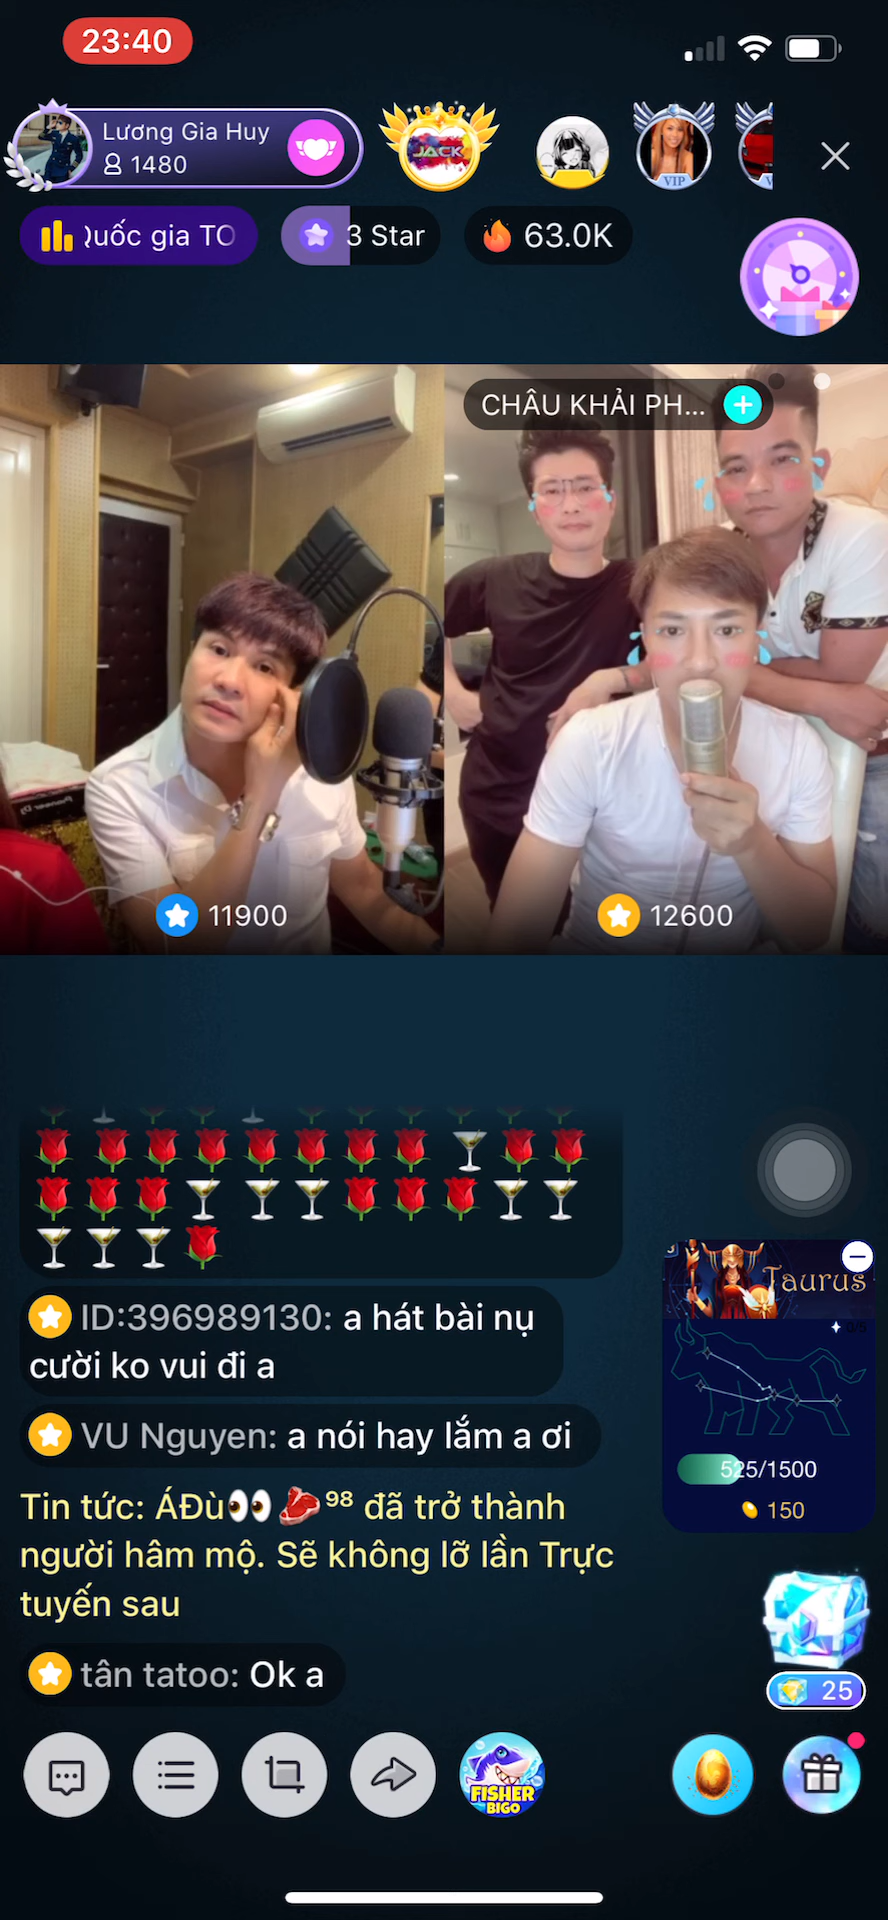 23:40
Lương Gia Huy
1480
JACK
VIP
Quốc gia TO
3 Star
63.0K
CHÂU KHẢI PH...
Pioneer Dj
11900
12600
ID:396989130: a hát bài nụ
cười ko vui đi a
VU Nguyen: a nói hay lắm a ơi
Tin tức: ÁĐù👀🥩⁹⁸ đã trở thành
người hâm mộ. Sẽ không lỡ lần Trực
tuyến sau
tân tatoo: Ok a
Taurus
525/1500
150
25
FISHER
BIGO